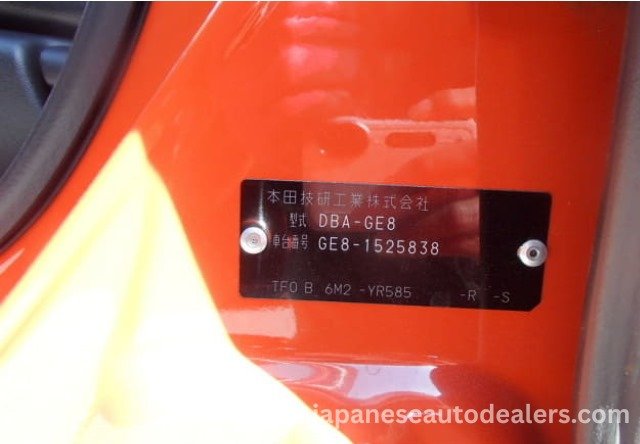 本田技研工業株式会社
型式 DBA-GE8
車台番号 GE8-1525838
TFO B 6M2 -YR585 -R -S
japaneseautodealers.com